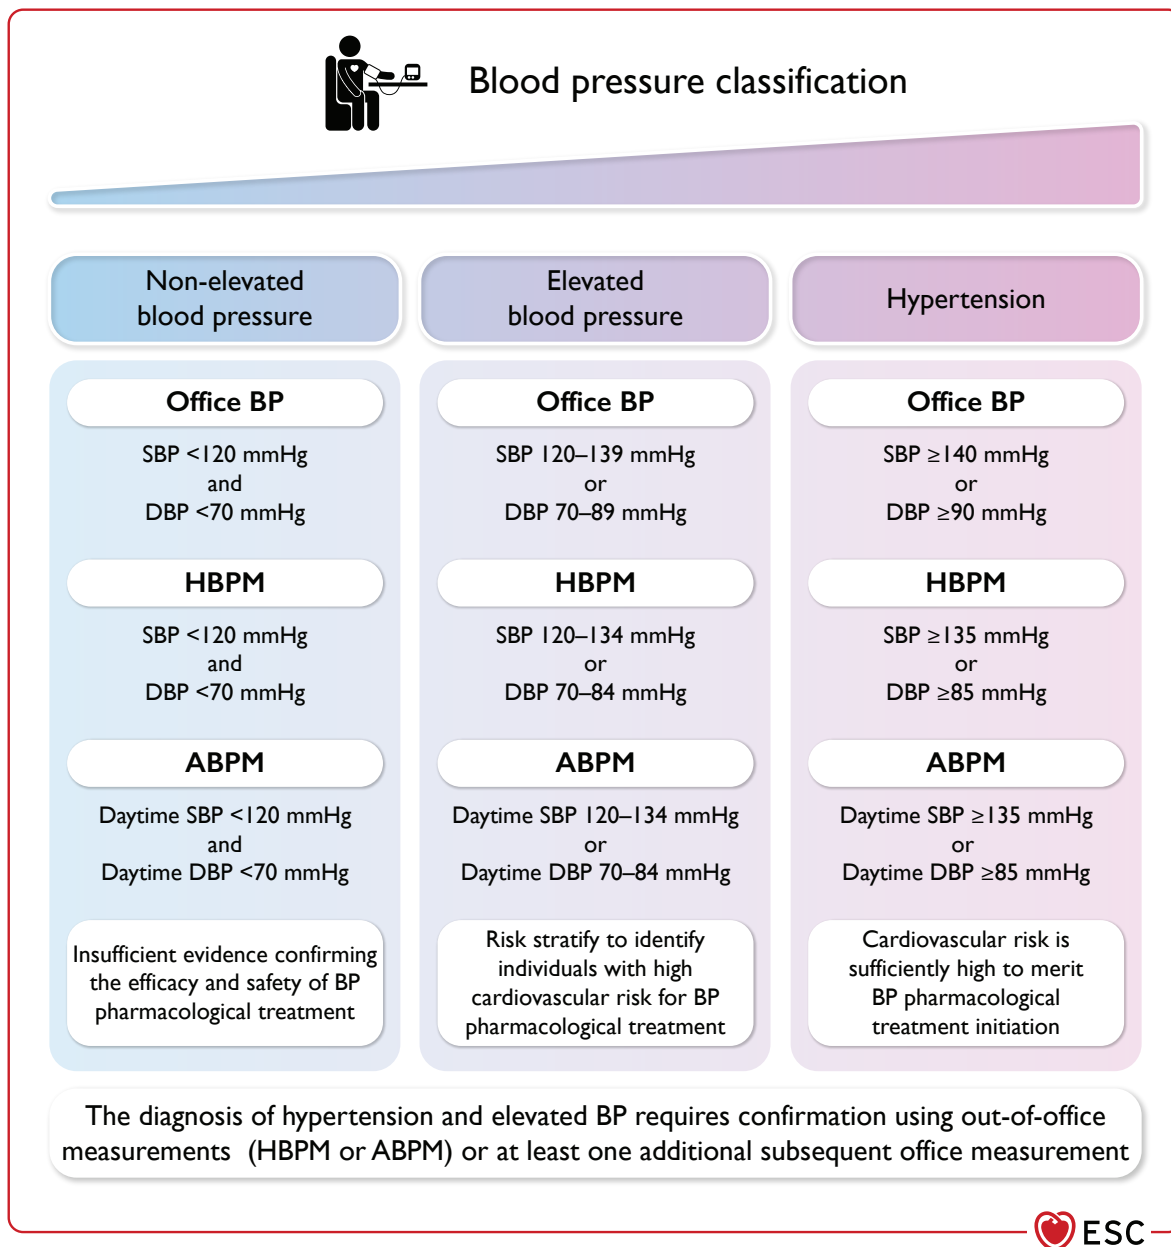 Blood pressure classification
Non-elevated
blood pressure
Office BP
SBP <120 mmHg
and
DBP <70 mmHg
HBPM
SBP <120 mmHg
and
DBP <70 mmHg
ABPM
Daytime SBP <120 mmHg
and
Daytime DBP <70 mmHg
Insufficient evidence confirming
the efficacy and safety of BP
pharmacological treatment
Elevated
blood pressure
Office BP
SBP 120–139 mmHg
or
DBP 70–89 mmHg
HBPM
SBP 120–134 mmHg
or
DBP 70–84 mmHg
ABPM
Daytime SBP 120–134 mmHg
or
Daytime DBP 70–84 mmHg
Risk stratify to identify
individuals with high
cardiovascular risk for BP
pharmacological treatment
Hypertension
Office BP
SBP ≥140 mmHg
or
DBP ≥90 mmHg
HBPM
SBP ≥135 mmHg
or
DBP ≥85 mmHg
ABPM
Daytime SBP ≥135 mmHg
or
Daytime DBP ≥85 mmHg
Cardiovascular risk is
sufficiently high to merit
BP pharmacological
treatment initiation
The diagnosis of hypertension and elevated BP requires confirmation using out-of-office
measurements (HBPM or ABPM) or at least one additional subsequent office measurement
ESC